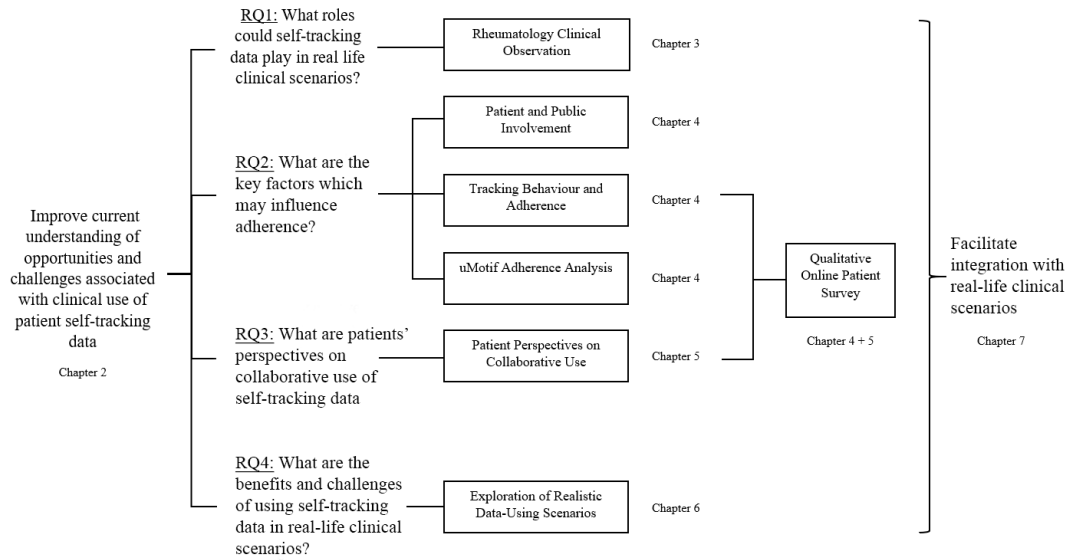 Improve current
understanding of
opportunities and
challenges associated
with clinical use of
patient self-tracking
data
Chapter 2
RQ1: What roles
could self-tracking
data play in real life
clinical scenarios?
Rheumatology Clinical
Observation
Chapter 3
RQ2: What are the
key factors which
may influence
adherence?
Patient and Public
Involvement
Chapter 4
Tracking Behaviour and
Adherence
Chapter 4
uMotif Adherence Analysis
Chapter 4
RQ3: What are patients’
perspectives on
collaborative use of
self-tracking data
Patient Perspectives on
Collaborative Use
Chapter 5
Qualitative
Online Patient
Survey
Chapter 4 + 5
RQ4: What are the
benefits and challenges
of using self-tracking
data in real-life clinical
scenarios?
Exploration of Realistic
Data-Using Scenarios
Chapter 6
Facilitate
integration with
real-life clinical
scenarios
Chapter 7